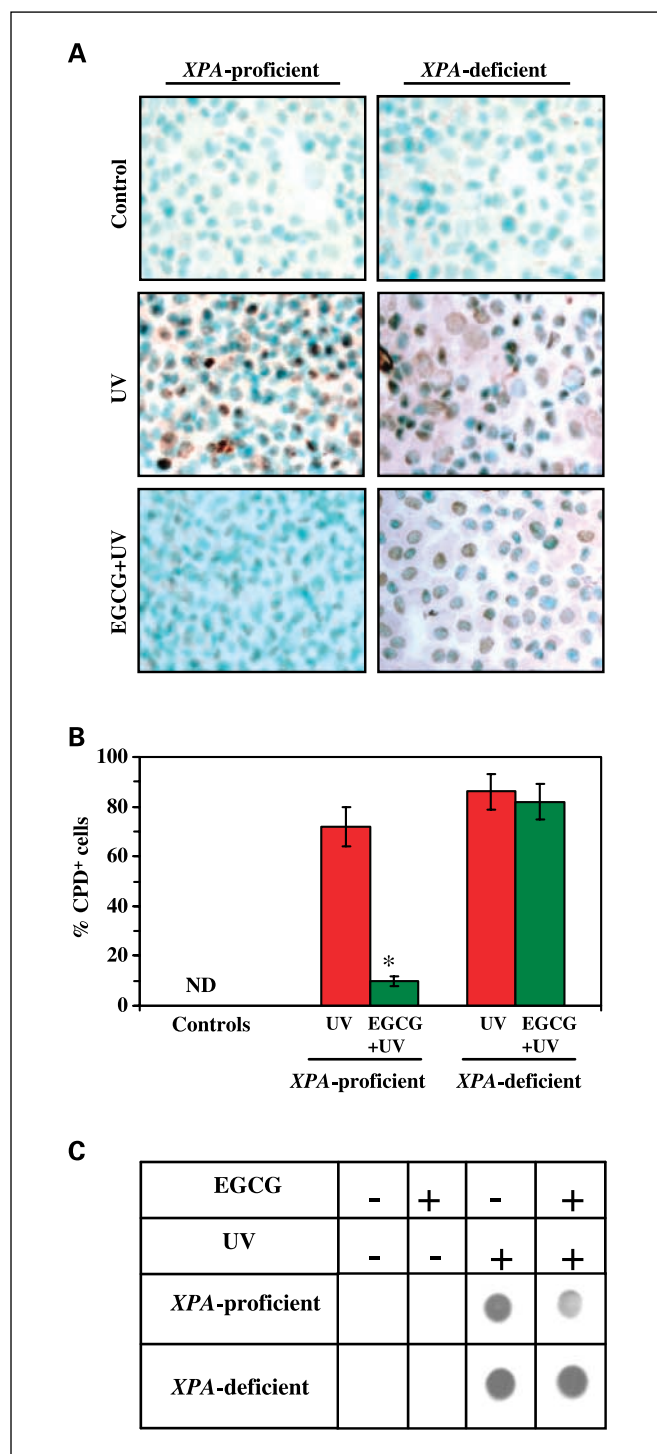 A
XPA-proficient XPA-deficient
Control
UV
EGCG+UV
B
% CPD+ cells
100
80
60
40
20
0
ND
*
Controls UV EGCG +UV UV EGCG +UV
XPA-proficient XPA-deficient
C
EGCG - + - +
UV - - + +
XPA-proficient
XPA-deficient